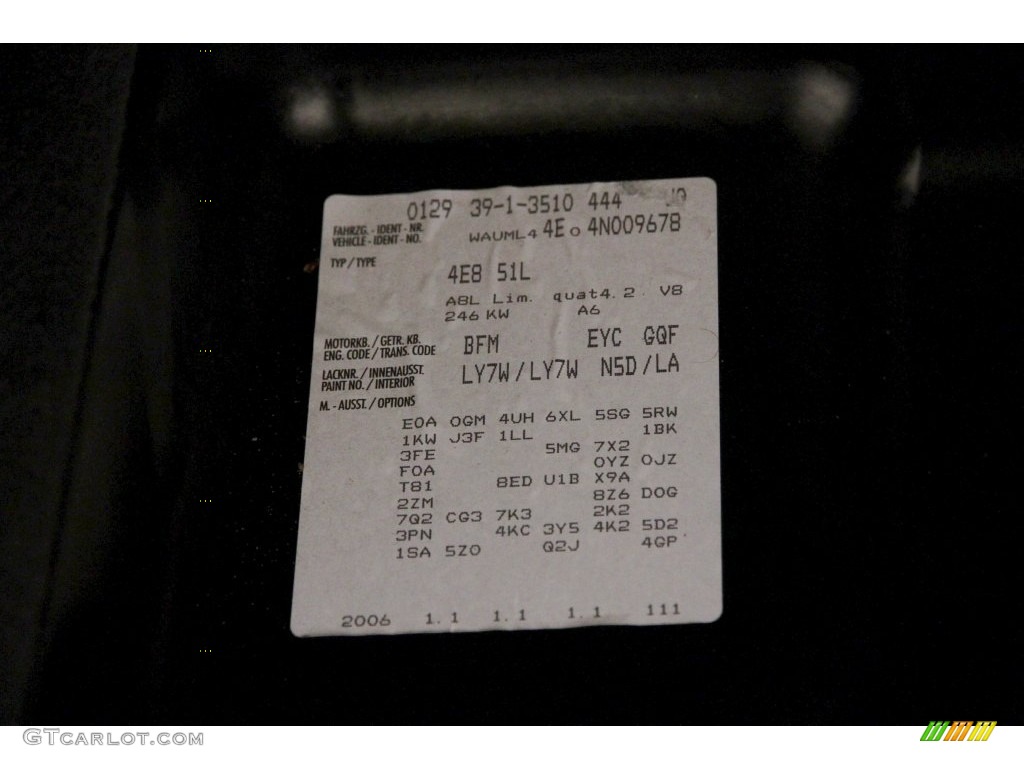 0129 39-1-3510 444
FAHRZG. - IDENT - NR.
VEHICLE - IDENT - NO.
WAUML44E04N009678
TYP / TYPE
4E8 51L
A8L Lim. quat4.2 V8
246 KW A6
MOTORKB. / GETR. KB.
ENG. CODE / TRANS. CODE
BFM EYC GQF
LACKNR. / INNENAUSST.
PAINT NO. / INTERIOR
LY7W/LY7W N5D/LA
M. - AUSST. / OPTIONS
E0A 0GM 4UH 6XL 5SG 5RW
1KW J3F 1LL 1BK
3FE 5MG 7X2
F0A 0YZ 0JZ
T81 8ED U1B X9A
2ZM 8Z6 D0G
7Q2 CG3 7K3 2K2
3PN 4KC 3Y5 4K2 5D2
1SA 5Z0 Q2J 4GP
2006 1.1 1.1 1.1 111
GTCARLOT.COM